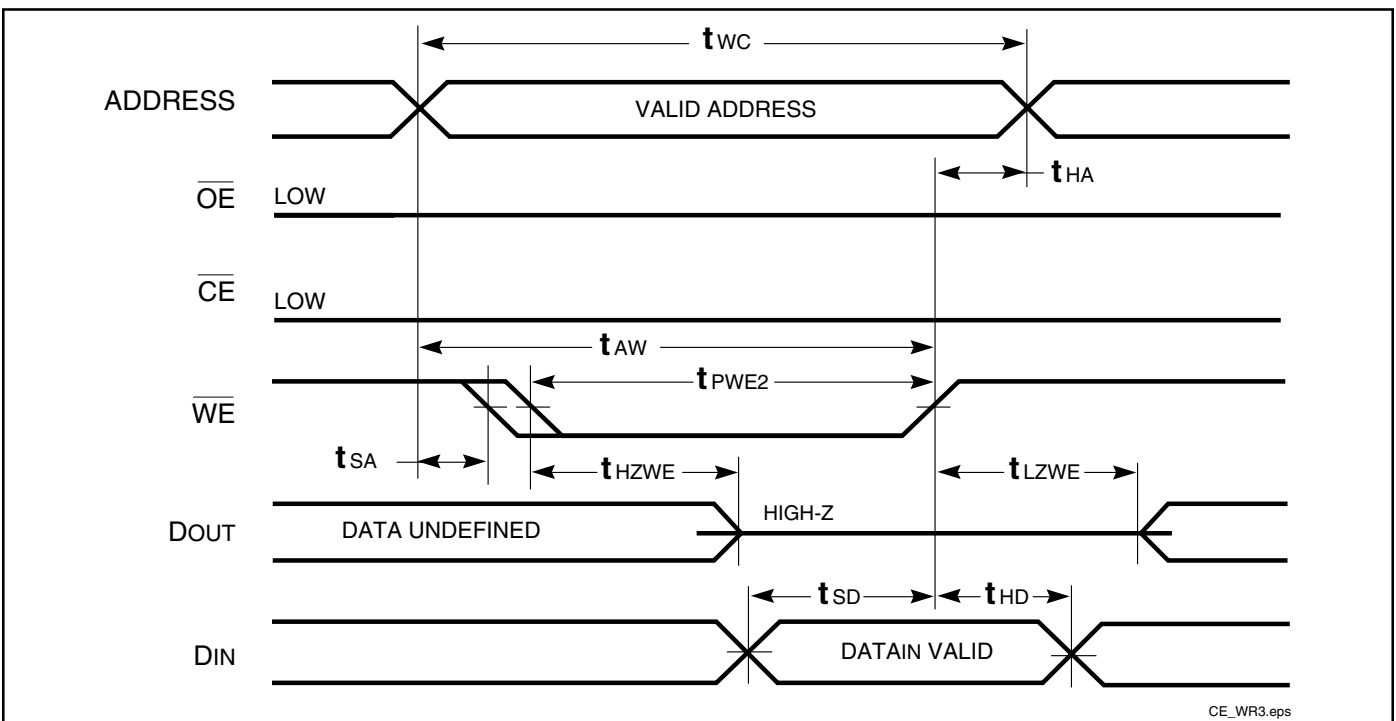 tWC
ADDRESS
VALID ADDRESS
tHA
OE
LOW
CE
LOW
tAW
tPWE2
WE
tSA
tHZWE
tLZWE
HIGH-Z
DOUT
DATA UNDEFINED
tSD
tHD
DIN
DATAIN VALID
CE_WR3.eps